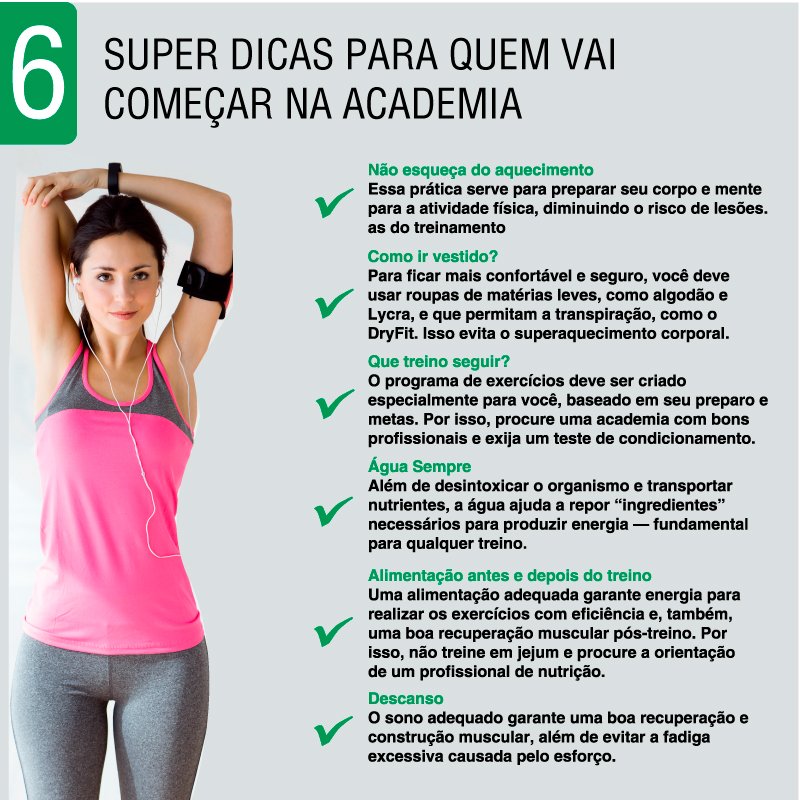 6
SUPER DICAS PARA QUEM VAI
COMEÇAR NA ACADEMIA
Não esqueça do aquecimento
Essa prática serve para preparar seu corpo e mente
para a atividade física, diminuindo o risco de lesões.
as do treinamento
Como ir vestido?
Para ficar mais confortável e seguro, você deve
usar roupas de matérias leves, como algodão e
Lycra, e que permitam a transpiração, como o
DryFit. Isso evita o superaquecimento corporal.
Que treino seguir?
O programa de exercícios deve ser criado
especialmente para você, baseado em seu preparo e
metas. Por isso, procure uma academia com bons
profissionais e exija um teste de condicionamento.
Água Sempre
Além de desintoxicar o organismo e transportar
nutrientes, a água ajuda a repor “ingredientes”
necessários para produzir energia — fundamental
para qualquer treino.
Alimentação antes e depois do treino
Uma alimentação adequada garante energia para
realizar os exercícios com eficiência e, também,
uma boa recuperação muscular pós-treino. Por
isso, não treine em jejum e procure a orientação
de um profissional de nutrição.
Descanso
O sono adequado garante uma boa recuperação e
construção muscular, além de evitar a fadiga
excessiva causada pelo esforço.